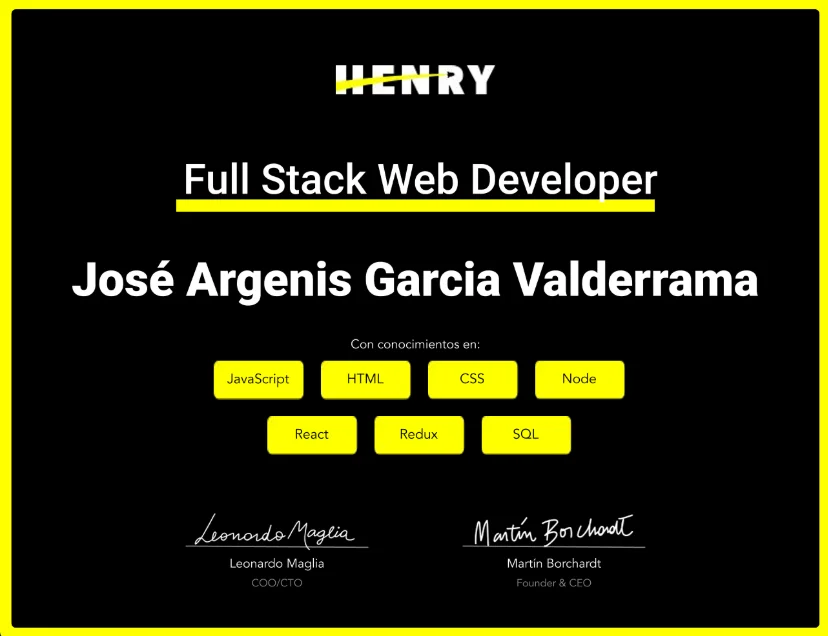 HENRY
Full Stack Web Developer
José Argenis Garcia Valderrama
Con conocimientos en:
JavaScript HTML CSS Node
React Redux SQL
Leonardo Maglia Martín Borchardt
Leonardo Maglia Martín Borchardt
COO/CTO Founder & CEO